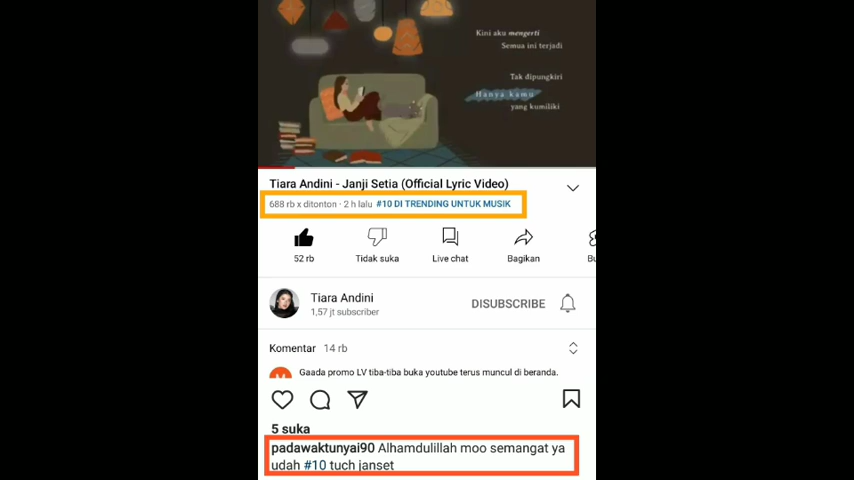 Kini aku mengerti
Semua ini terjadi
Tak dipungkiri
Hanya kamu
yang kumiliki
Tiara Andini - Janji Setia (Official Lyric Video)
688 rb x ditonton · 2 h lalu #10 DI TRENDING UNTUK MUSIK
52 rb Tidak suka Live chat Bagikan
Tiara Andini
1,57 jt subscriber
DISUBSCRIBE
Komentar 14 rb
Gaada promo LV tiba-tiba buka youtube terus muncul di beranda.
5 suka
padawaktunyai90 Alhamdulillah moo semangat ya
udah #10 tuch janset